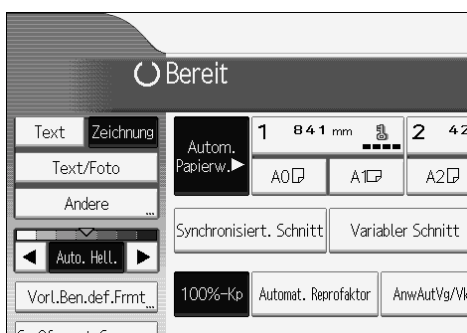 Bereit
Text Zeichnung
Text/Foto
Andere
Auto. Hell.
Vorl.Ben.def.Frmt
Autom.
Papierw.
1 841 mm 2 42
A0 A1 A2
Synchronisiert. Schnitt Variabler Schnitt
100%-Kp Automat. Reprofaktor AnwAutVg/Vk